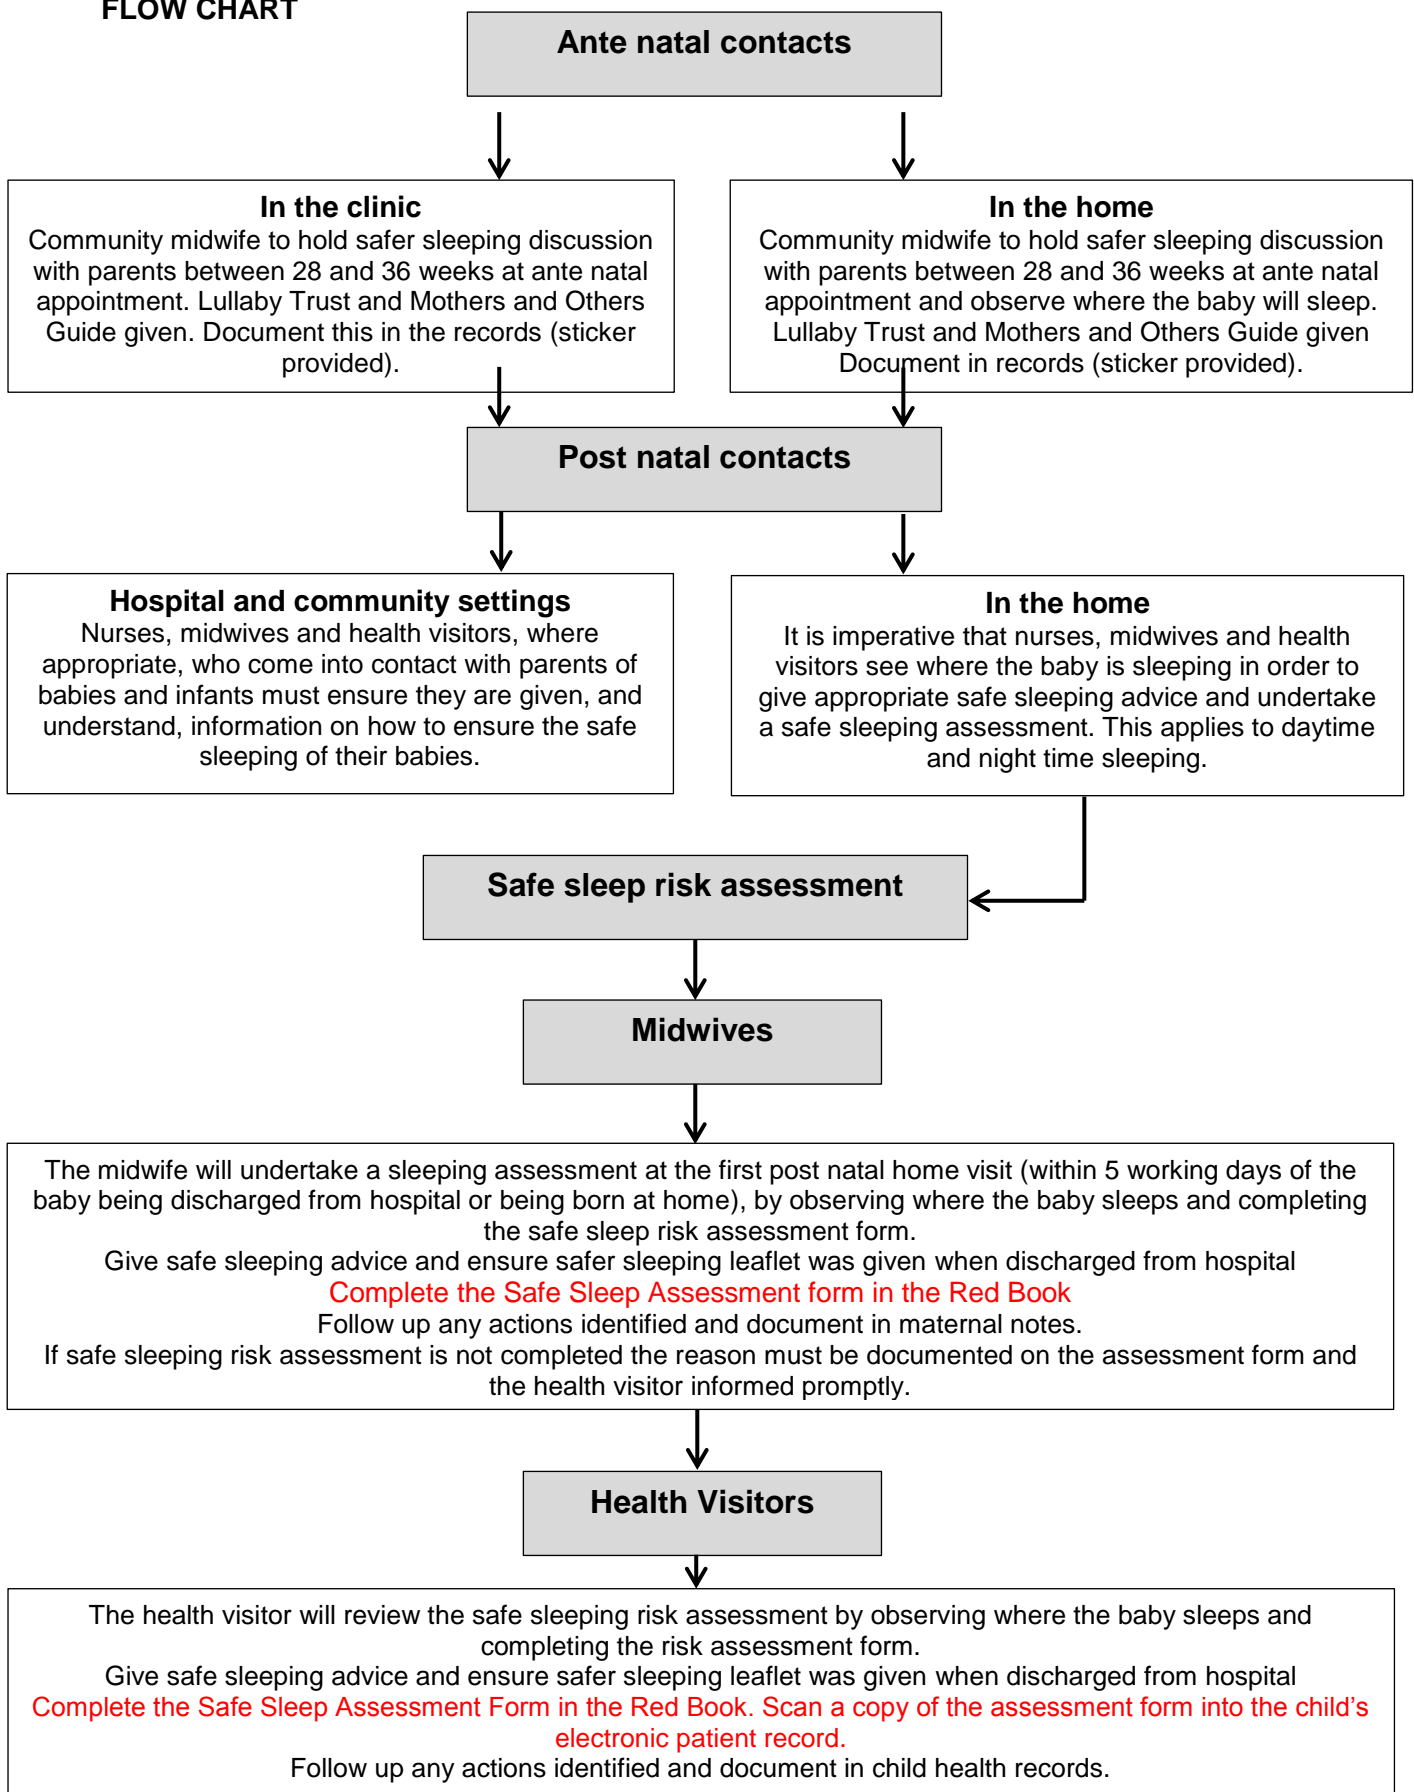 FLOW CHART
Ante natal contacts
In the clinic
Community midwife to hold safer sleeping discussion
with parents between 28 and 36 weeks at ante natal
appointment. Lullaby Trust and Mothers and Others
Guide given. Document this in the records (sticker
provided).
In the home
Community midwife to hold safer sleeping discussion
with parents between 28 and 36 weeks at ante natal
appointment and observe where the baby will sleep.
Lullaby Trust and Mothers and Others Guide given
Document in records (sticker provided).
Post natal contacts
Hospital and community settings
Nurses, midwives and health visitors, where
appropriate, who come into contact with parents of
babies and infants must ensure they are given, and
understand, information on how to ensure the safe
sleeping of their babies.
In the home
It is imperative that nurses, midwives and health
visitors see where the baby is sleeping in order to
give appropriate safe sleeping advice and undertake
a safe sleeping assessment. This applies to daytime
and night time sleeping.
Safe sleep risk assessment
Midwives
The midwife will undertake a sleeping assessment at the first post natal home visit (within 5 working days of the
baby being discharged from hospital or being born at home), by observing where the baby sleeps and completing
the safe sleep risk assessment form.
Give safe sleeping advice and ensure safer sleeping leaflet was given when discharged from hospital
Complete the Safe Sleep Assessment form in the Red Book
Follow up any actions identified and document in maternal notes.
If safe sleeping risk assessment is not completed the reason must be documented on the assessment form and
the health visitor informed promptly.
Health Visitors
The health visitor will review the safe sleeping risk assessment by observing where the baby sleeps and
completing the risk assessment form.
Give safe sleeping advice and ensure safer sleeping leaflet was given when discharged from hospital
Complete the Safe Sleep Assessment Form in the Red Book. Scan a copy of the assessment form into the child's
electronic patient record.
Follow up any actions identified and document in child health records.